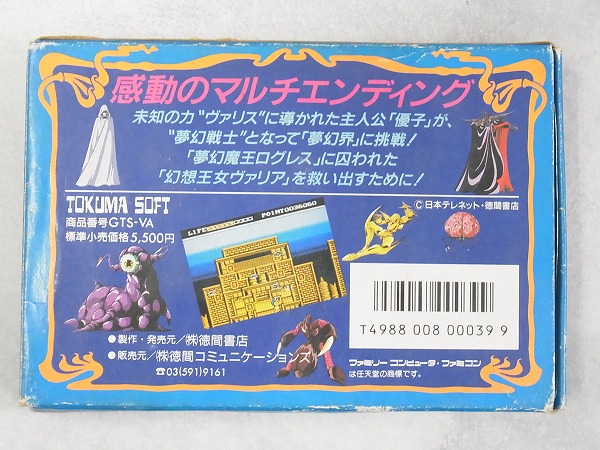 感動のマルチエンディング
未知の力“ヴァリス”に導かれた主人公「優子」が、
“夢幻戦士”となって「夢幻界」に挑戦!
「夢幻魔王ログレス」に囚われた
「幻想王女ヴァリア」を救い出すために!
TOKUMA SOFT
商品番号GTS-VA
標準小売価格5,500円
©日本テレネット・徳間書店
LIFE
POINT0036060
T4988 008 00039 9
●製作・発売元/㈱徳間書店
●販売元/㈱徳間コミュニケーションズ
☎03(591)9161
ファミリーコンピュータ・ファミコン
は任天堂の商標です。